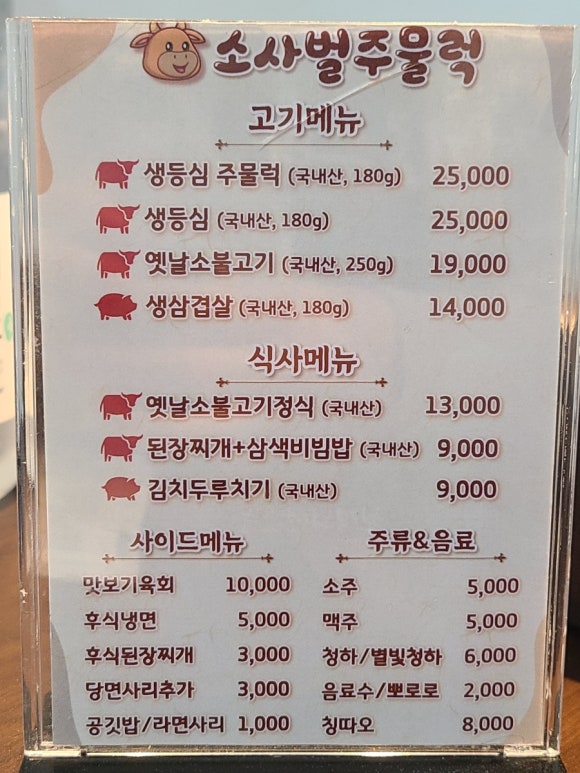 소사벌주물럭
고기메뉴
생등심 주물럭 (국내산, 180g) 25,000
생등심 (국내산, 180g) 25,000
옛날소불고기 (국내산, 250g) 19,000
생삼겹살 (국내산, 180g) 14,000
식사메뉴
옛날소불고기정식 (국내산) 13,000
된장찌개+삼색비빔밥 (국내산) 9,000
김치두루치기 (국내산) 9,000
사이드메뉴
맛보기육회 10,000
후식냉면 5,000
후식된장찌개 3,000
당면사리추가 3,000
공깃밥/라면사리 1,000
주류&음료
소주 5,000
맥주 5,000
청하/별빛청하 6,000
음료수/뽀로로 2,000
칭따오 8,000